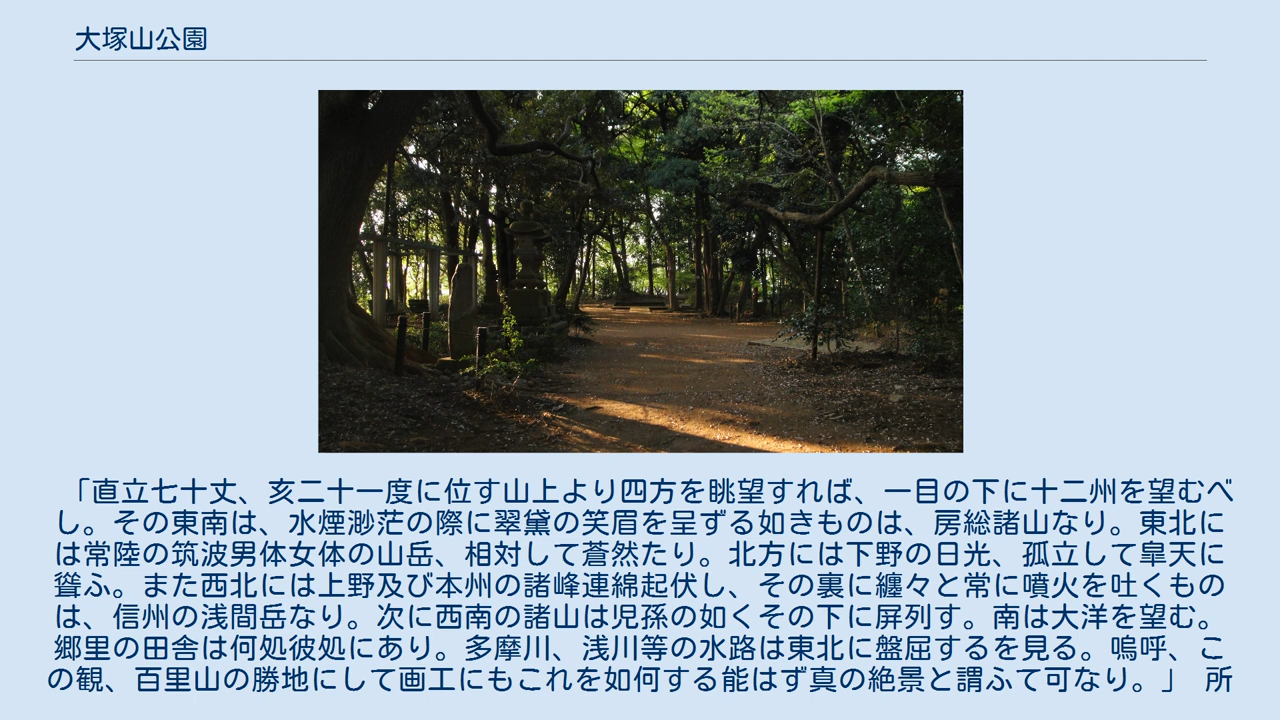 大塚山公園
「直立七十丈、亥二十一度に位す山上より四方を眺望すれば、一目の下に十二州を望むべ
し。その東南は、水煙渺茫の際に翠黛の笑眉を呈ずる如きものは、房総諸山なり。東北に
は常陸の筑波男体女体の山岳、相対して蒼然たり。北方には下野の日光、孤立して皐天に
聳ふ。また西北には上野及び本州の諸峰連綿起伏し、その裏に纏々と常に噴火を吐くもの
は、信州の浅間岳なり。次に西南の諸山は児孫の如くその下に屏列す。南は大洋を望む。
郷里の田舎は何処彼処にあり。多摩川、浅川等の水路は東北に盤屈するを見る。嗚呼、こ
の観、百里山の勝地にして画工にもこれを如何する能はず真の絶景と謂ふて可なり。」 所